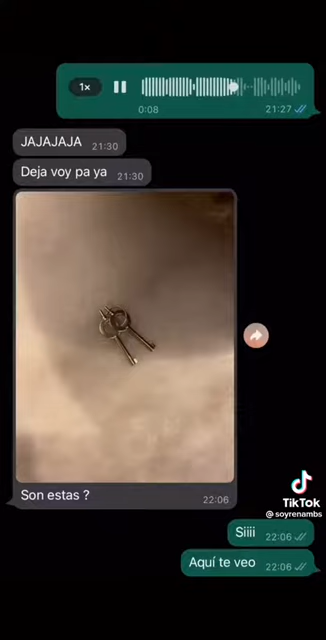 1×
0:08
21:27
JAJAJAJA 21:30
Deja voy pa ya 21:30
Son estas ?
22:06
TikTok
@soyrenambs
Siiii 22:06
Aquí te veo 22:06